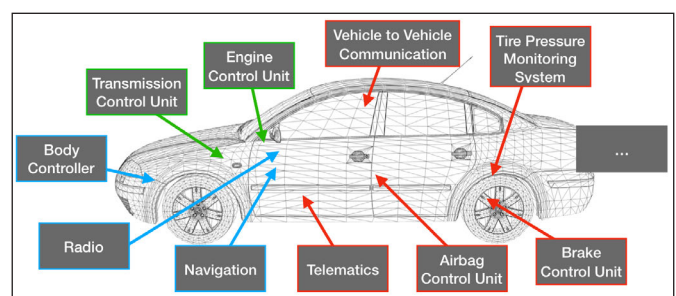 Vehicle to Vehicle
Communication
Tire Pressure
Monitoring
System
Engine
Control Unit
Transmission
Control Unit
Body
Controller
...
Radio
Navigation
Telematics
Airbag
Control Unit
Brake
Control Unit